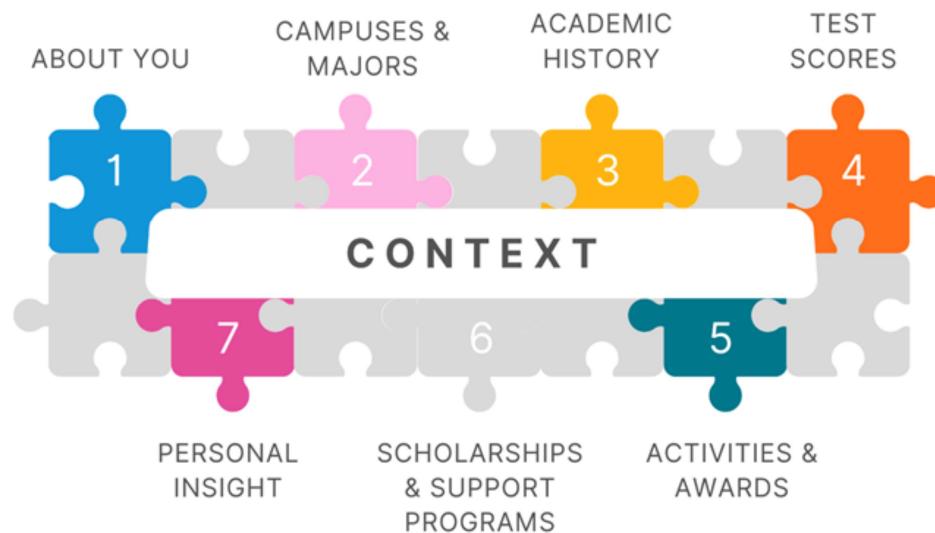 ABOUT YOU
CAMPUSES &
MAJORS
ACADEMIC
HISTORY
TEST
SCORES
1
2
3
4
CONTEXT
7
6
5
PERSONAL
INSIGHT
SCHOLARSHIPS
& SUPPORT
PROGRAMS
ACTIVITIES &
AWARDS